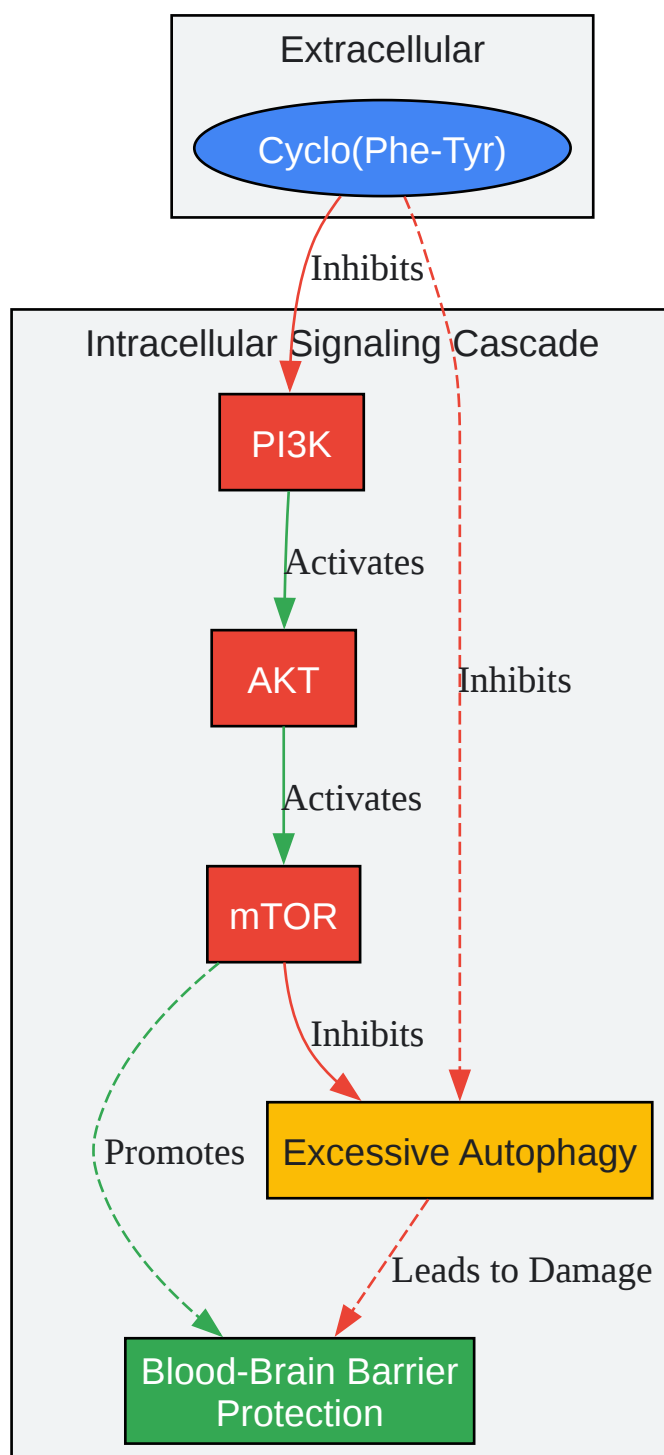 Extracellular
Cyclo(Phe-Tyr)
Inhibits
Intracellular Signaling Cascade
PI3K
Activates
AKT
Inhibits
Activates
mTOR
Inhibits
Promotes
Excessive Autophagy
Leads to Damage
Blood-Brain Barrier
Protection